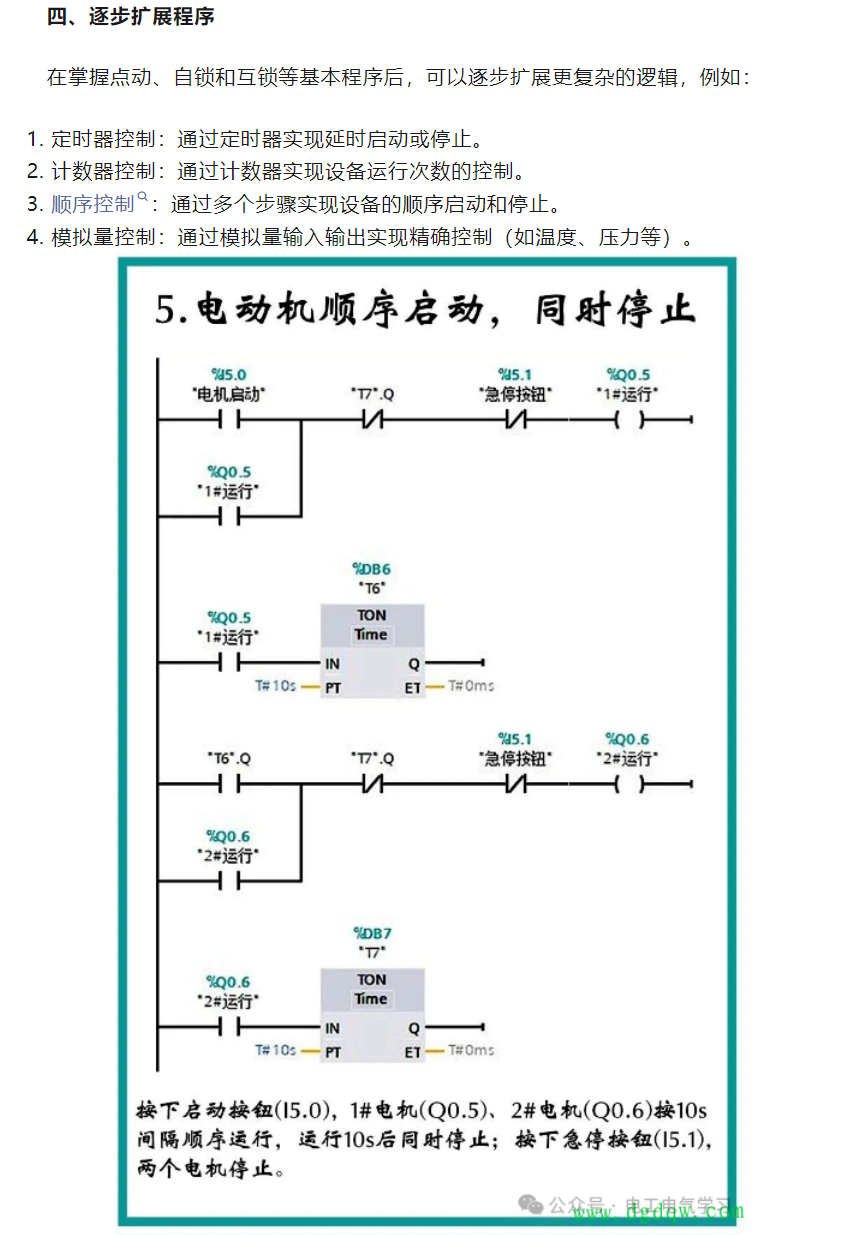 四、逐步扩展程序
在掌握点动、自锁和互锁等基本程序后，可以逐步扩展更复杂的逻辑，例如：
1. 定时器控制：通过定时器实现延时启动或停止。
2. 计数器控制：通过计数器实现设备运行次数的控制。
3. 顺序控制：通过多个步骤实现设备的顺序启动和停止。
4. 模拟量控制：通过模拟量输入输出实现精确控制（如温度、压力等）。
5.电动机顺序启动，同时停止
%I5.0 %I5.1 %Q0.5
"电机启动" "T7".Q "急停按钮" "1#运行"
%Q0.5
"1#运行"
%DB6
"T6"
%Q0.5 TON
"1#运行" Time
IN Q
T#10s PT ET T#0ms
%I5.1 %Q0.6
"T6".Q "T7".Q "急停按钮" "2#运行"
%Q0.6
"2#运行"
%DB7
"T7"
%Q0.6 TON
"2#运行" Time
IN Q
T#10s PT ET T#0ms
按下启动按钮(I5.0)，1#电机(Q0.5)、2#电机(Q0.6)按10s
间隔顺序运行，运行10s后同时停止；按下急停按钮(I5.1)，
两个电机停止。
公众号 · 电工电气学习
www.dgdqw.com